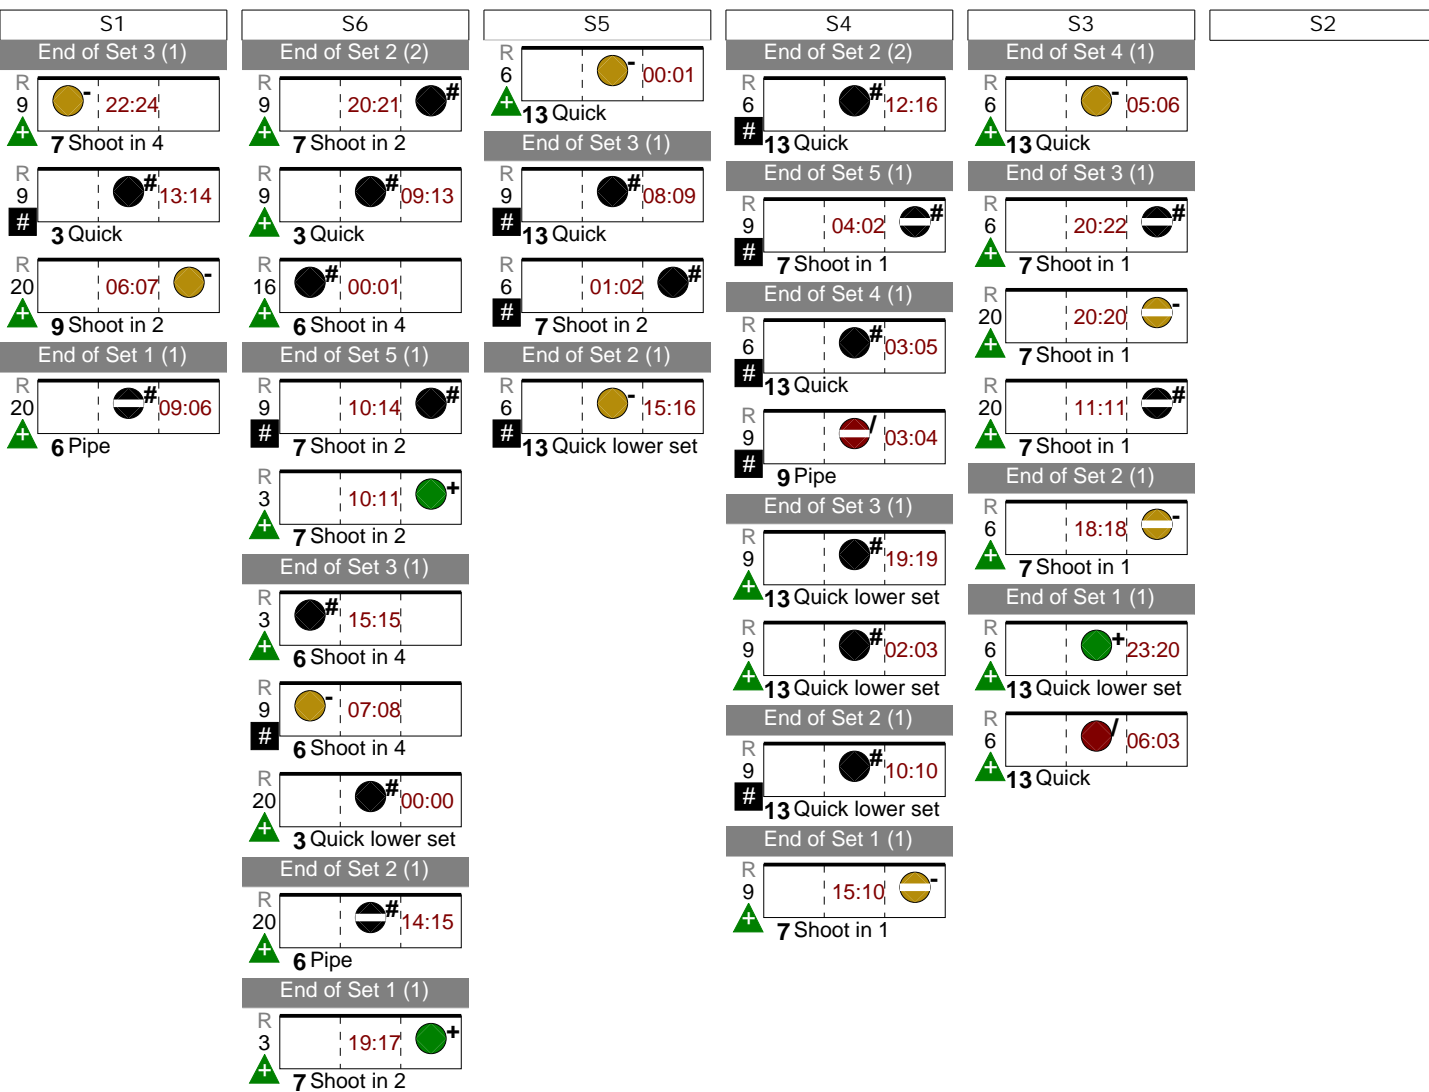 S1
End of Set 3 (1)
R
9 - 22:24
+
7 Shoot in 4
R
9 # 13:14
#
3 Quick
R
20 06:07 -
+
9 Shoot in 2
End of Set 1 (1)
R
20 # 09:06
+
6 Pipe
S6
End of Set 2 (2)
R
9 20:21 #
+
7 Shoot in 2
R
9 # 09:13
+
3 Quick
R
16 # 00:01
+
6 Shoot in 4
End of Set 5 (1)
R
9 10:14 #
#
7 Shoot in 2
R
3 10:11 +
+
7 Shoot in 2
End of Set 3 (1)
R
3 # 15:15
+
6 Shoot in 4
R
9 - 07:08
#
6 Shoot in 4
R
20 # 00:00
+
3 Quick lower set
End of Set 2 (1)
R
20 # 14:15
+
6 Pipe
End of Set 1 (1)
R
3 19:17 +
+
7 Shoot in 2
S5
R
6 - 00:01
+
13 Quick
End of Set 3 (1)
R
9 # 08:09
#
13 Quick
R
6 01:02 #
#
7 Shoot in 2
End of Set 2 (1)
R
6 - 15:16
#
13 Quick lower set
S4
End of Set 2 (2)
R
6 # 12:16
#
13 Quick
End of Set 5 (1)
R
9 04:02 #
#
7 Shoot in 1
End of Set 4 (1)
R
6 # 03:05
#
13 Quick
R
9 / 03:04
#
9 Pipe
End of Set 3 (1)
R
9 # 19:19
+
13 Quick lower set
R
9 # 02:03
+
13 Quick lower set
End of Set 2 (1)
R
9 # 10:10
#
13 Quick lower set
End of Set 1 (1)
R
9 15:10 -
+
7 Shoot in 1
S3
End of Set 4 (1)
R
6 - 05:06
+
13 Quick
End of Set 3 (1)
R
6 20:22 #
+
7 Shoot in 1
R
20 20:20 -
+
7 Shoot in 1
R
20 11:11 #
+
7 Shoot in 1
End of Set 2 (1)
R
6 18:18 -
+
7 Shoot in 1
End of Set 1 (1)
R
6 + 23:20
+
13 Quick lower set
R
6 / 06:03
+
13 Quick
S2